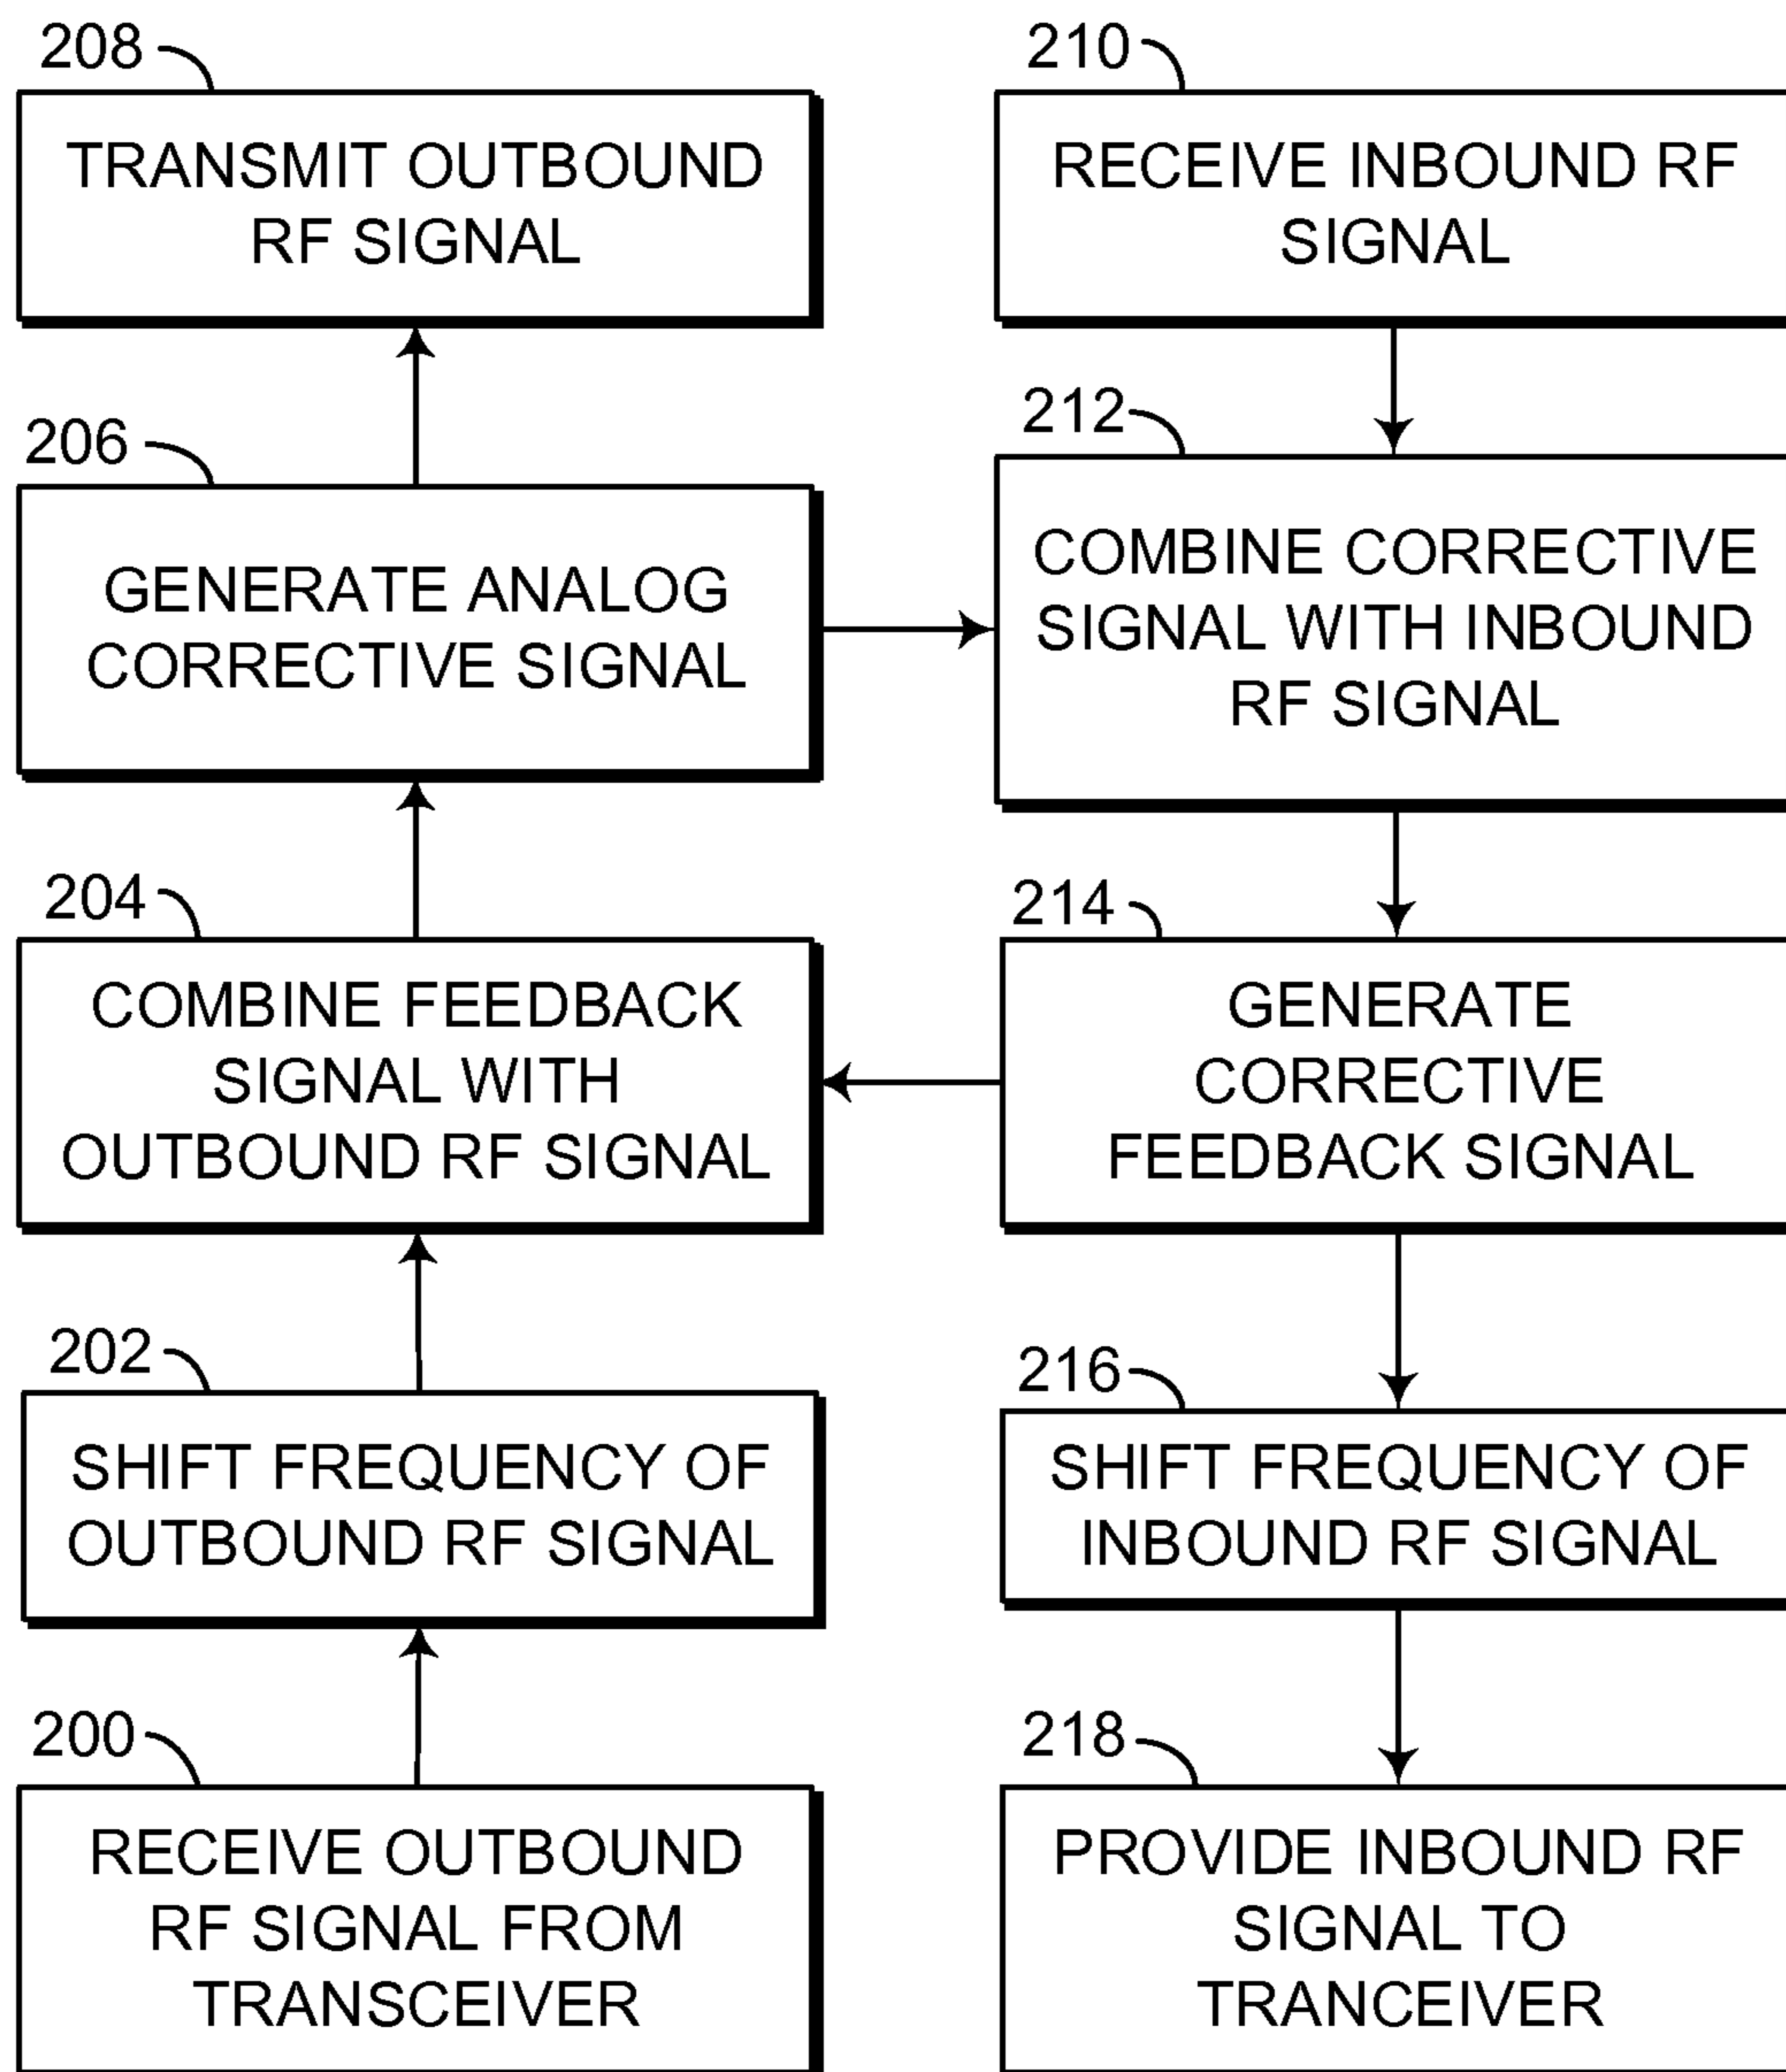 208
TRANSMIT OUTBOUND
RF SIGNAL
206
GENERATE ANALOG
CORRECTIVE SIGNAL
204
COMBINE FEEDBACK
SIGNAL WITH
OUTBOUND RF SIGNAL
202
SHIFT FREQUENCY OF
OUTBOUND RF SIGNAL
200
RECEIVE OUTBOUND
RF SIGNAL FROM
TRANSCEIVER
210
RECEIVE INBOUND RF
SIGNAL
212
COMBINE CORRECTIVE
SIGNAL WITH INBOUND
RF SIGNAL
214
GENERATE
CORRECTIVE
FEEDBACK SIGNAL
216
SHIFT FREQUENCY OF
INBOUND RF SIGNAL
218
PROVIDE INBOUND RF
SIGNAL TO
TRANCEIVER